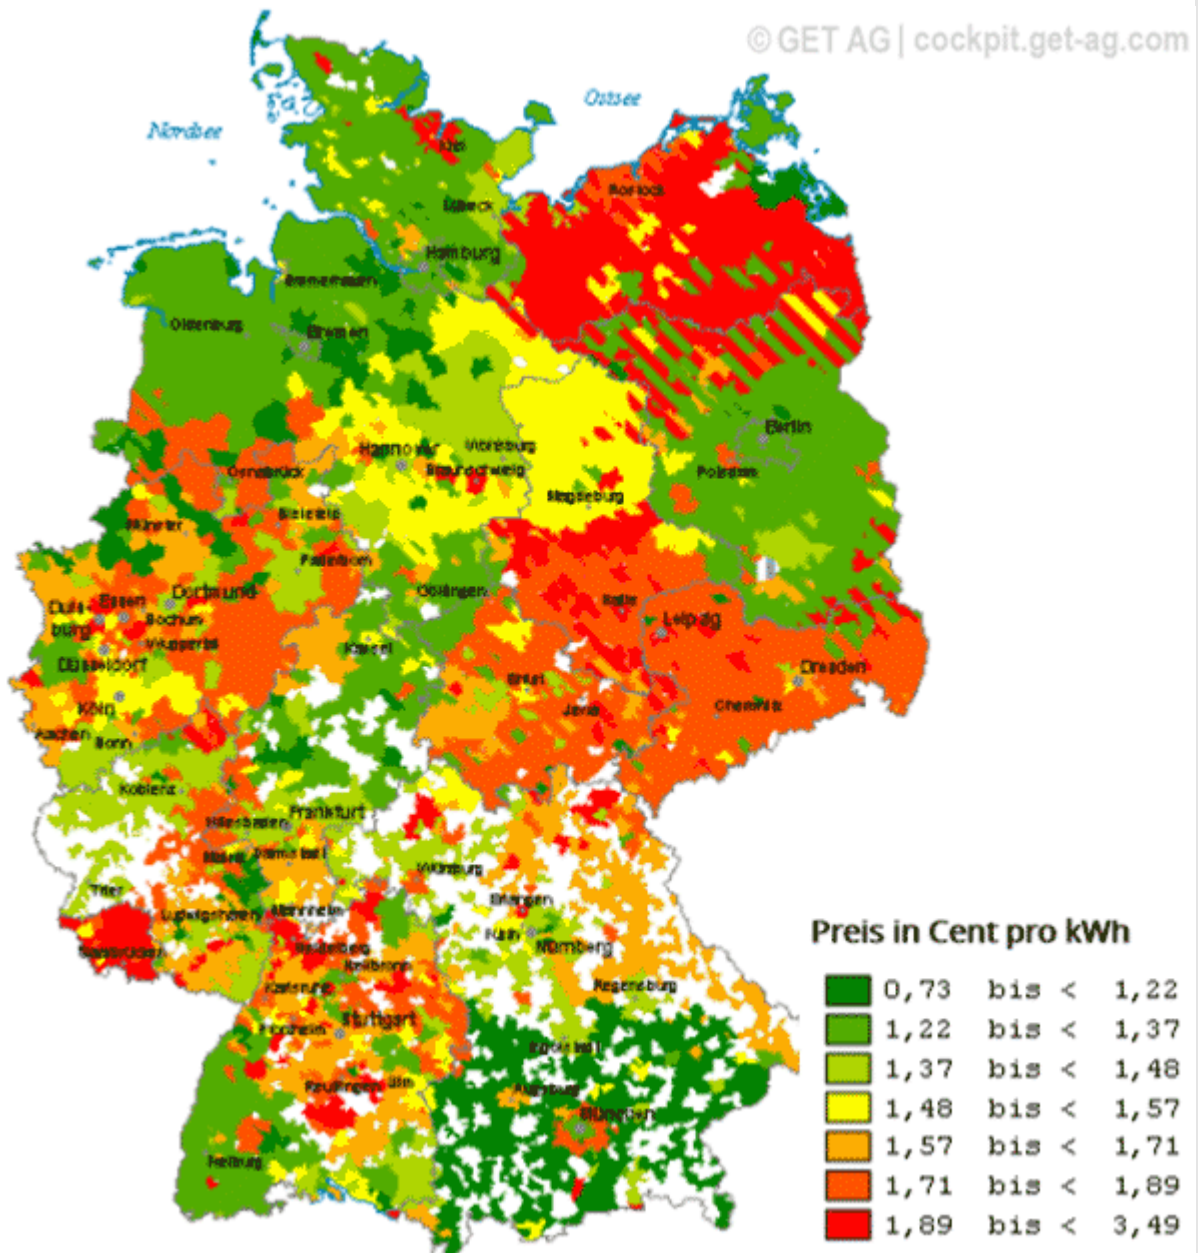 © GET AG | cockpit.get-ag.com
Ostsee
Nordsee
Kiel
Rostock
Lübeck
Hamburg
Bremerhaven
Oldenburg
Bremen
Berlin
Hannover
Wolfsburg
Braunschweig
Osnabrück
Potsdam
Magdeburg
Bielefeld
Münster
Paderborn
Göttingen
Dortmund
Essen
Duis-
burg
Bochum
Halle
Leipzig
Wuppertal
Kassel
Düsseldorf
Dresden
Erfurt
Köln
Jena
Chemnitz
Aachen
Bonn
Koblenz
Frankfurt
Wiesbaden
Mainz
Darmstadt
Würzburg
Trier
Erlangen
Ludwigshafen
Mannheim
Fürth
Nürnberg
Saarbrücken
Heidelberg
Heilbronn
Karlsruhe
Regensburg
Pforzheim
Stuttgart
Ingolstadt
Reutlingen
Ulm
Augsburg
München
Freiburg
Preis in Cent pro kWh
0,73 bis < 1,22
1,22 bis < 1,37
1,37 bis < 1,48
1,48 bis < 1,57
1,57 bis < 1,71
1,71 bis < 1,89
1,89 bis < 3,49